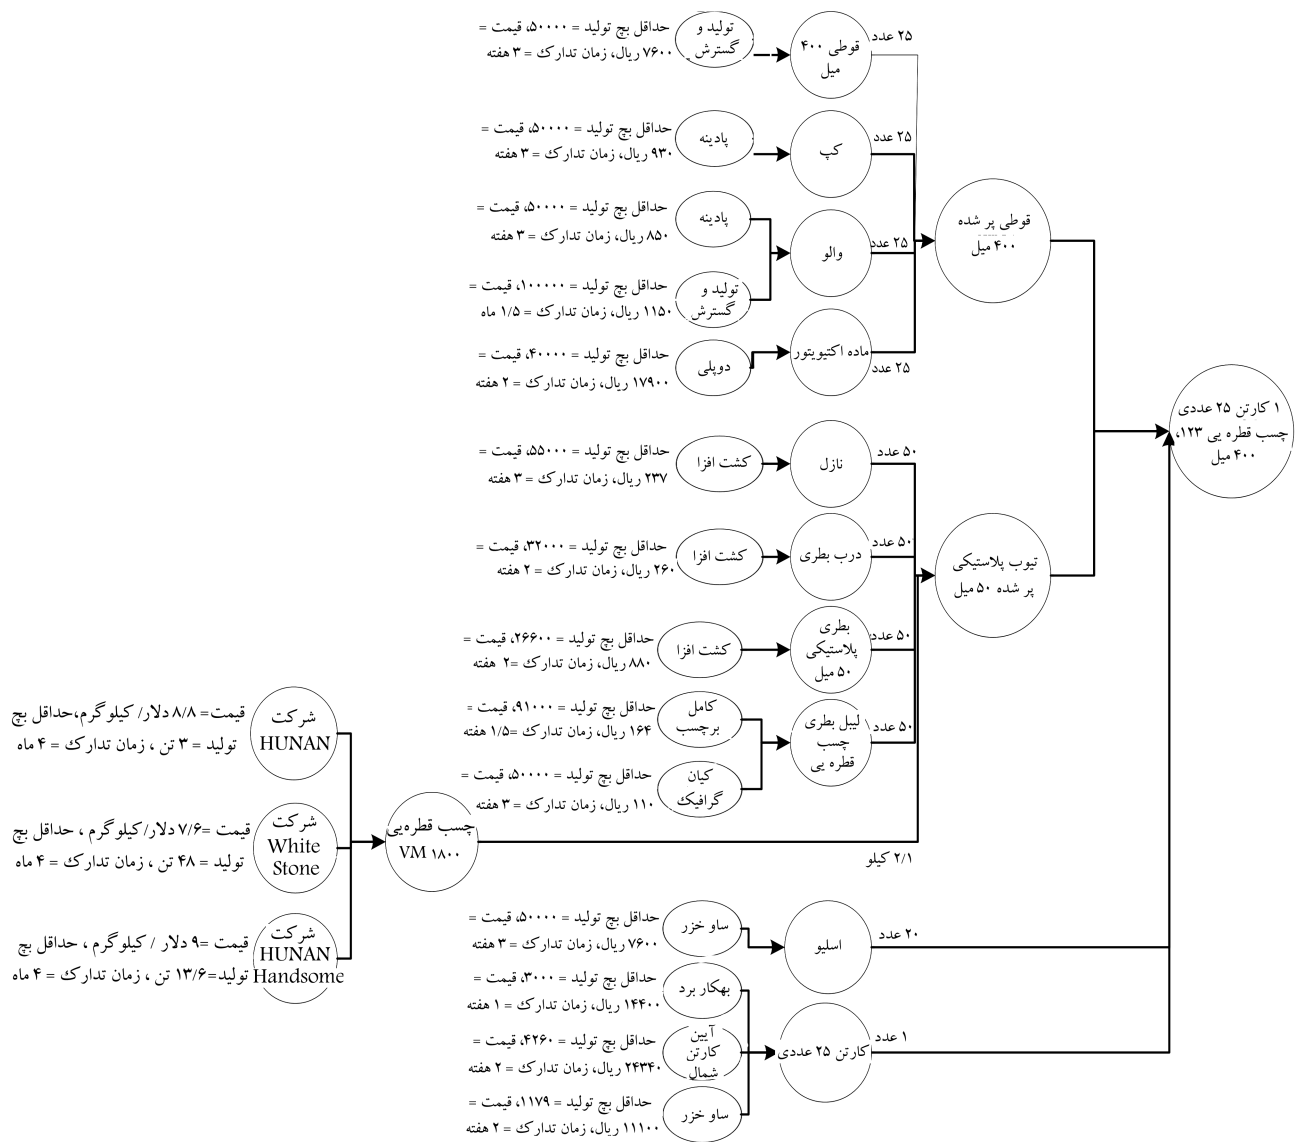 تولید و
گسترش
حداقل بچ تولید = ۵۰۰۰۰، قیمت =
۷۶۰۰ ریال، زمان تدارک = ۳ هفته
قوطی ۴۰۰
میل
۲۵ عدد
پادینه
حداقل بچ تولید = ۵۰۰۰۰، قیمت =
۹۳۰ ریال، زمان تدارک = ۳ هفته
کپ
۲۵ عدد
پادینه
حداقل بچ تولید = ۵۰۰۰۰، قیمت =
۸۵۰ ریال، زمان تدارک = ۳ هفته
والو
۲۵ عدد
تولید و
گسترش
حداقل بچ تولید = ۱۰۰۰۰۰، قیمت =
۱۱۵۰ ریال، زمان تدارک = ۱/۵ ماه
ماده اکتیویتور
۲۵ عدد
دوپلی
حداقل بچ تولید = ۴۰۰۰۰، قیمت =
۱۷۹۰۰ ریال، زمان تدارک = ۲ هفته
قوطی پر شده
۴۰۰ میل
۱ کارتن ۲۵ عددی
چسب قطره یی ۱۲۳،
۴۰۰ میل
کشت افزا
حداقل بچ تولید = ۵۵۰۰۰، قیمت =
۲۳۷ ریال، زمان تدارک = ۳ هفته
نازل
۵۰ عدد
کشت افزا
حداقل بچ تولید = ۳۲۰۰۰، قیمت =
۲۶۰ ریال، زمان تدارک = ۲ هفته
درب بطری
۵۰ عدد
تیوب پلاستیکی
پر شده ۵۰ میل
کشت افزا
حداقل بچ تولید = ۲۶۶۰۰، قیمت =
۸۸۰ ریال، زمان تدارک =۲ هفته
بطری
پلاستیکی
۵۰ میل
۵۰ عدد
کامل
برچسب
حداقل بچ تولید = ۹۱۰۰۰، قیمت =
۱۶۴ ریال، زمان تدارک =۱/۵ هفته
لیبل بطری
چسب
قطره یی
۵۰ عدد
کیان
گرافیک
حداقل بچ تولید = ۵۰۰۰۰، قیمت =
۱۱۰ ریال، زمان تدارک = ۳ هفته
شرکت
HUNAN
قیمت= ۸/۸ دلار/ کیلوگرم،حداقل بچ
تولید = ۳ تن ، زمان تدارک = ۴ ماه
شرکت
White
Stone
قیمت =۷/۶ دلار/کیلوگرم ، حداقل بچ
تولید = ۴۸ تن ، زمان تدارک = ۴ ماه
شرکت
HUNAN
Handsome
قیمت =۹ دلار / کیلوگرم ، حداقل بچ
تولید=۱۳/۶ تن ، زمان تدارک = ۴ ماه
چسب قطره‌یی
VM ۱۸۰۰
۲/۱ کیلو
ساو خزر
حداقل بچ تولید = ۵۰۰۰۰، قیمت =
۷۶۰۰ ریال، زمان تدارک = ۳ هفته
اسلیو
۲۰ عدد
بهکار برد
حداقل بچ تولید = ۳۰۰۰، قیمت =
۱۴۴۰۰ ریال، زمان تدارک = ۱ هفته
آیین
کارتن
شمال
حداقل بچ تولید = ۴۲۶۰، قیمت =
۲۴۳۴۰ ریال، زمان تدارک = ۲ هفته
کارتن ۲۵ عددی
۱ عدد
ساو خزر
حداقل بچ تولید = ۱۱۷۹، قیمت =
۱۱۱۰۰ ریال، زمان تدارک = ۲ هفته